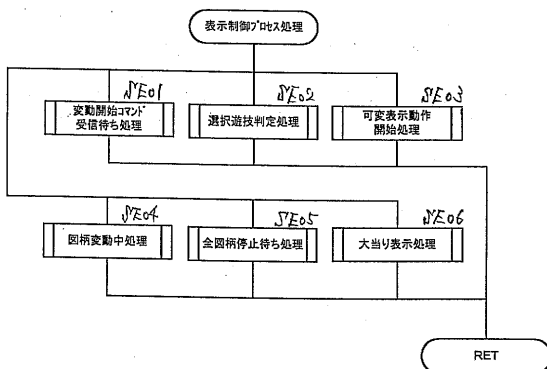 表示制御プロセス処理
SE01
SE02
SE03
変動開始コマンド
受信待ち処理
選択遊技判定処理
可変表示動作
開始処理
SE04
SE05
SE06
図柄変動中処理
全図柄停止待ち処理
大当り表示処理
RET